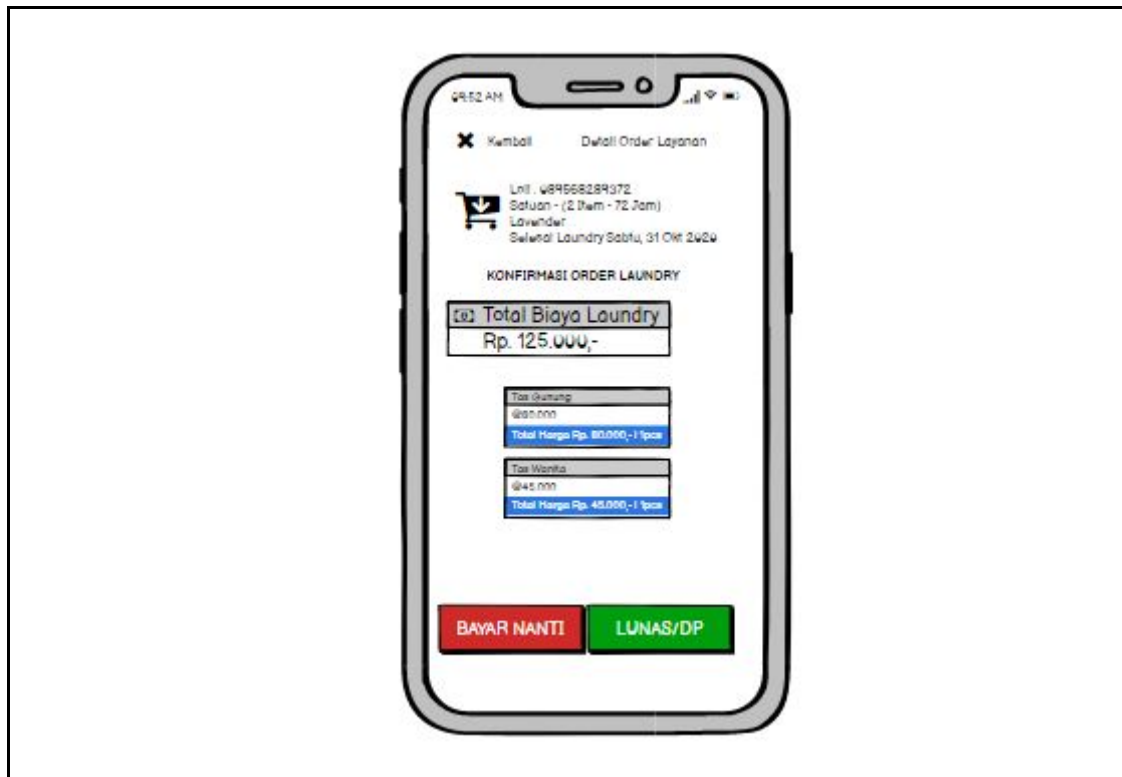 09:52 AM
Kembali Detail Order Layanan
089568289372
Satuan - (2 Item - 72 Jam)
Lavender
Selesai Laundry Sabtu, 31 Okt 2020
KONFIRMASI ORDER LAUNDRY
Total Biaya Laundry
Rp. 125.000,-
Tas Gunung
@80.000
Total Harga Rp. 80.000,- I 1pcs
Tas Wanita
@45.000
Total Harga Rp. 45.000,- I 1pcs
BAYAR NANTI LUNAS/DP